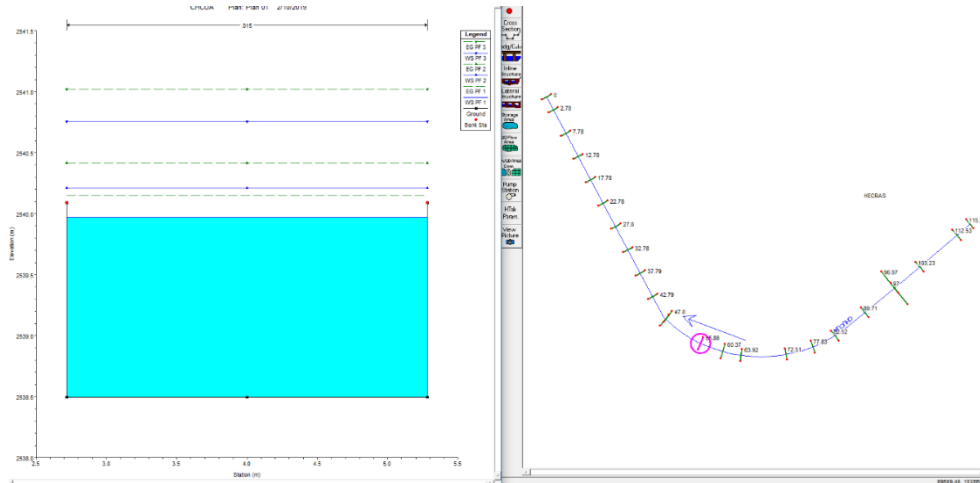 Plan: Plan 01 2/10/2019
.015
Legend
EG PF 3
WS PF 3
EG PF 2
WS PF 2
EG PF 1
WS PF 1
Ground
Bank Sta
2541.5
2541.0
2540.5
2540.0
2539.5
2539.0
2538.5
2538.0
Elevation (m)
2.5
3.0
3.5
4.0
4.5
5.0
5.5
Station (m)
Cross
Section
Inline
Structure
Lateral
Structure
Storage
Area
Pump
Station
HTab
Param.
View
Picture
0
2.78
7.78
12.78
17.78
22.78
27.8
32.78
37.79
42.79
47.8
60.37
63.92
72.51
77.83
89.71
97
96.97
103.23
112.53
HECRAS